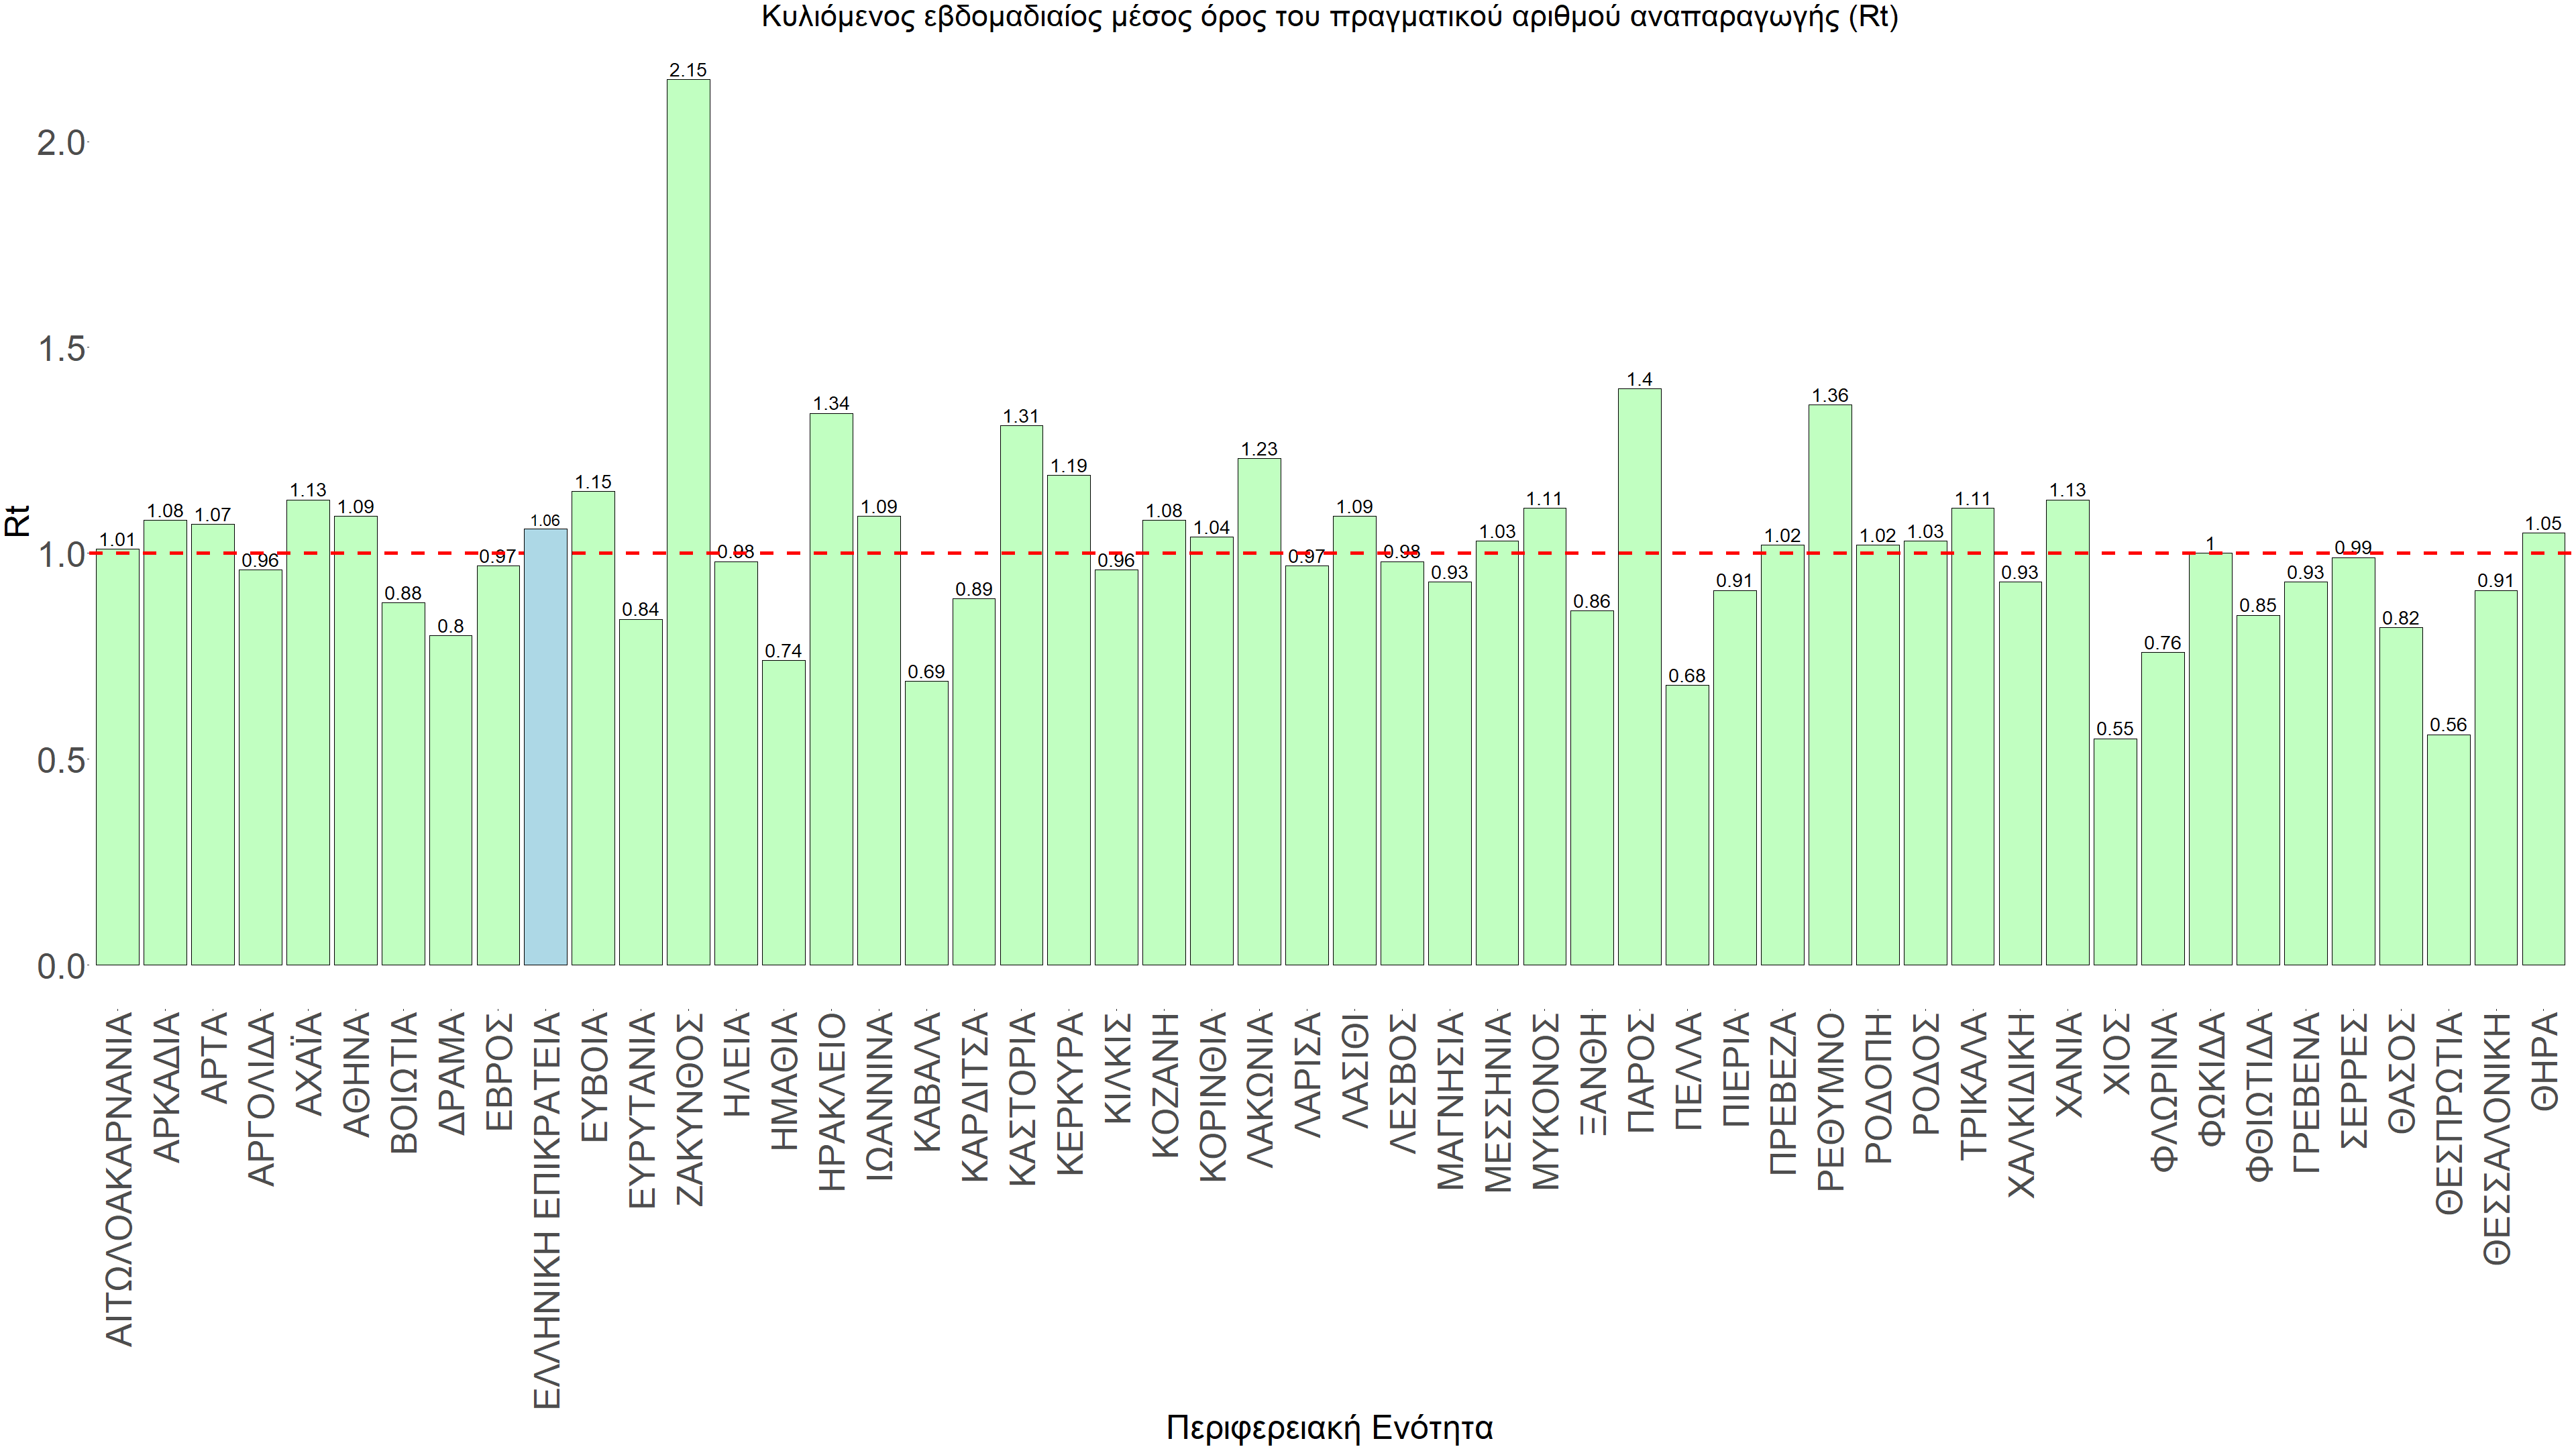 Κυλιόμενος εβδομαδιαίος μέσος όρος του πραγματικού αριθμού αναπαραγωγής (Rt)
Rt
2.0
1.5
1.0
0.5
0.0
1.01
1.08
1.07
0.96
1.13
1.09
0.88
0.8
0.97
1.06
1.15
0.84
2.15
0.98
0.74
1.34
1.09
0.69
0.89
1.31
1.19
0.96
1.08
1.04
1.23
0.97
1.09
0.98
0.93
1.03
1.11
0.86
1.4
0.68
0.91
1.02
1.36
1.02
1.03
1.11
0.93
1.13
0.55
0.76
1
0.85
0.93
0.99
0.82
0.56
0.91
1.05
ΑΙΤΩΛΟΑΚΑΡΝΑΝΙΑ
ΑΡΚΑΔΙΑ
ΑΡΤΑ
ΑΡΓΟΛΙΔΑ
ΑΧΑΪΑ
ΑΘΗΝΑ
ΒΟΙΩΤΙΑ
ΔΡΑΜΑ
ΕΒΡΟΣ
ΕΛΛΗΝΙΚΗ ΕΠΙΚΡΑΤΕΙΑ
ΕΥΒΟΙΑ
ΕΥΡΥΤΑΝΙΑ
ΖΑΚΥΝΘΟΣ
ΗΛΕΙΑ
ΗΜΑΘΙΑ
ΗΡΑΚΛΕΙΟ
ΙΩΑΝΝΙΝΑ
ΚΑΒΑΛΑ
ΚΑΡΔΙΤΣΑ
ΚΑΣΤΟΡΙΑ
ΚΕΡΚΥΡΑ
ΚΙΛΚΙΣ
ΚΟΖΑΝΗ
ΚΟΡΙΝΘΙΑ
ΛΑΚΩΝΙΑ
ΛΑΡΙΣΑ
ΛΑΣΙΘΙ
ΛΕΣΒΟΣ
ΜΑΓΝΗΣΙΑ
ΜΕΣΣΗΝΙΑ
ΜΥΚΟΝΟΣ
ΞΑΝΘΗ
ΠΑΡΟΣ
ΠΕΛΛΑ
ΠΙΕΡΙΑ
ΠΡΕΒΕΖΑ
ΡΕΘΥΜΝΟ
ΡΟΔΟΠΗ
ΡΟΔΟΣ
ΤΡΙΚΑΛΑ
ΧΑΛΚΙΔΙΚΗ
ΧΑΝΙΑ
ΧΙΟΣ
ΦΛΩΡΙΝΑ
ΦΩΚΙΔΑ
ΦΘΙΩΤΙΔΑ
ΓΡΕΒΕΝΑ
ΣΕΡΡΕΣ
ΘΑΣΟΣ
ΘΕΣΠΡΩΤΙΑ
ΘΕΣΣΑΛΟΝΙΚΗ
ΘΗΡΑ
Περιφερειακή Ενότητα